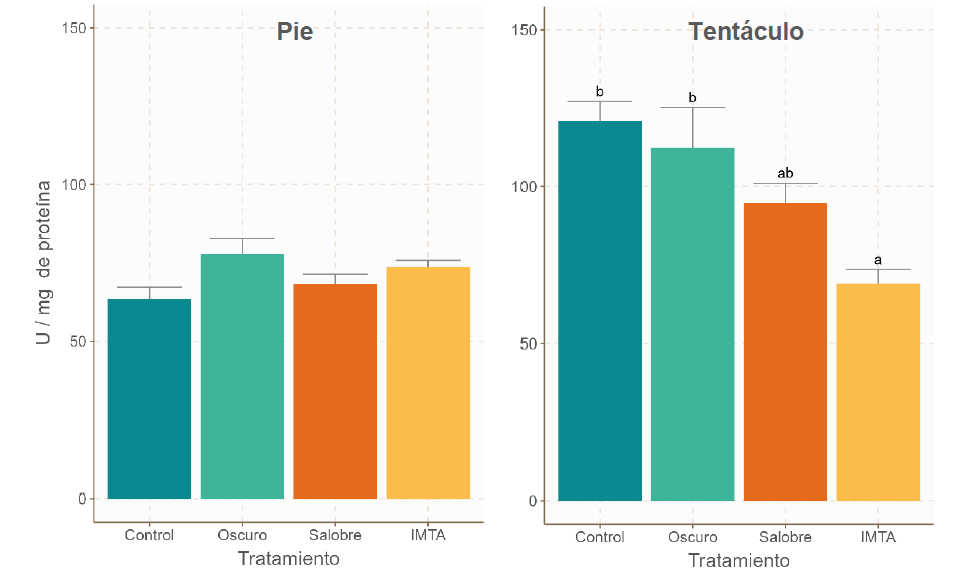 Pie
150
100
50
0
U / mg de proteína
Control Oscuro Salobre IMTA
Tratamiento
Tentáculo
150
100
50
0
b b ab a
Control Oscuro Salobre IMTA
Tratamiento